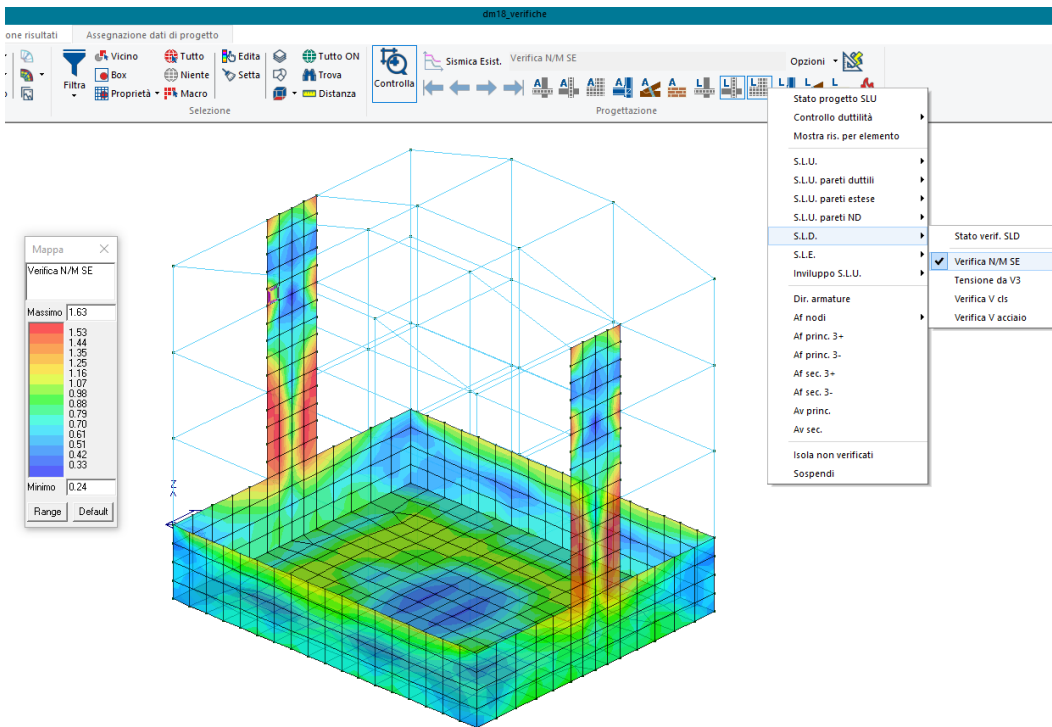 dm18_verifiche
one risultati
Assegnazione dati di progetto
Filtra
Vicino
Box
Proprietà
Tutto
Niente
Macro
Edita
Setta
Tutto ON
Trova
Distanza
Selezione
Controlla
Sismica Esist.
Verifica N/M SE
Opzioni
Progettazione
Stato progetto SLU
Controllo duttilità
Mostra ris. per elemento
S.L.U.
S.L.U. pareti duttili
S.L.U. pareti estese
S.L.U. pareti ND
S.L.D.
S.L.E.
Inviluppo S.L.U.
Dir. armature
Af nodi
Af princ. 3+
Af princ. 3-
Af sec. 3+
Af sec. 3-
Av princ.
Av sec.
Isola non verificati
Sospendi
Stato verif. SLD
Verifica N/M SE
Tensione da V3
Verifica V cls
Verifica V acciaio
Mappa
Verifica N/M SE
Massimo 1.63
1.53
1.44
1.35
1.25
1.16
1.07
0.98
0.88
0.79
0.70
0.61
0.51
0.42
0.33
Minimo 0.24
Range
Default
Z